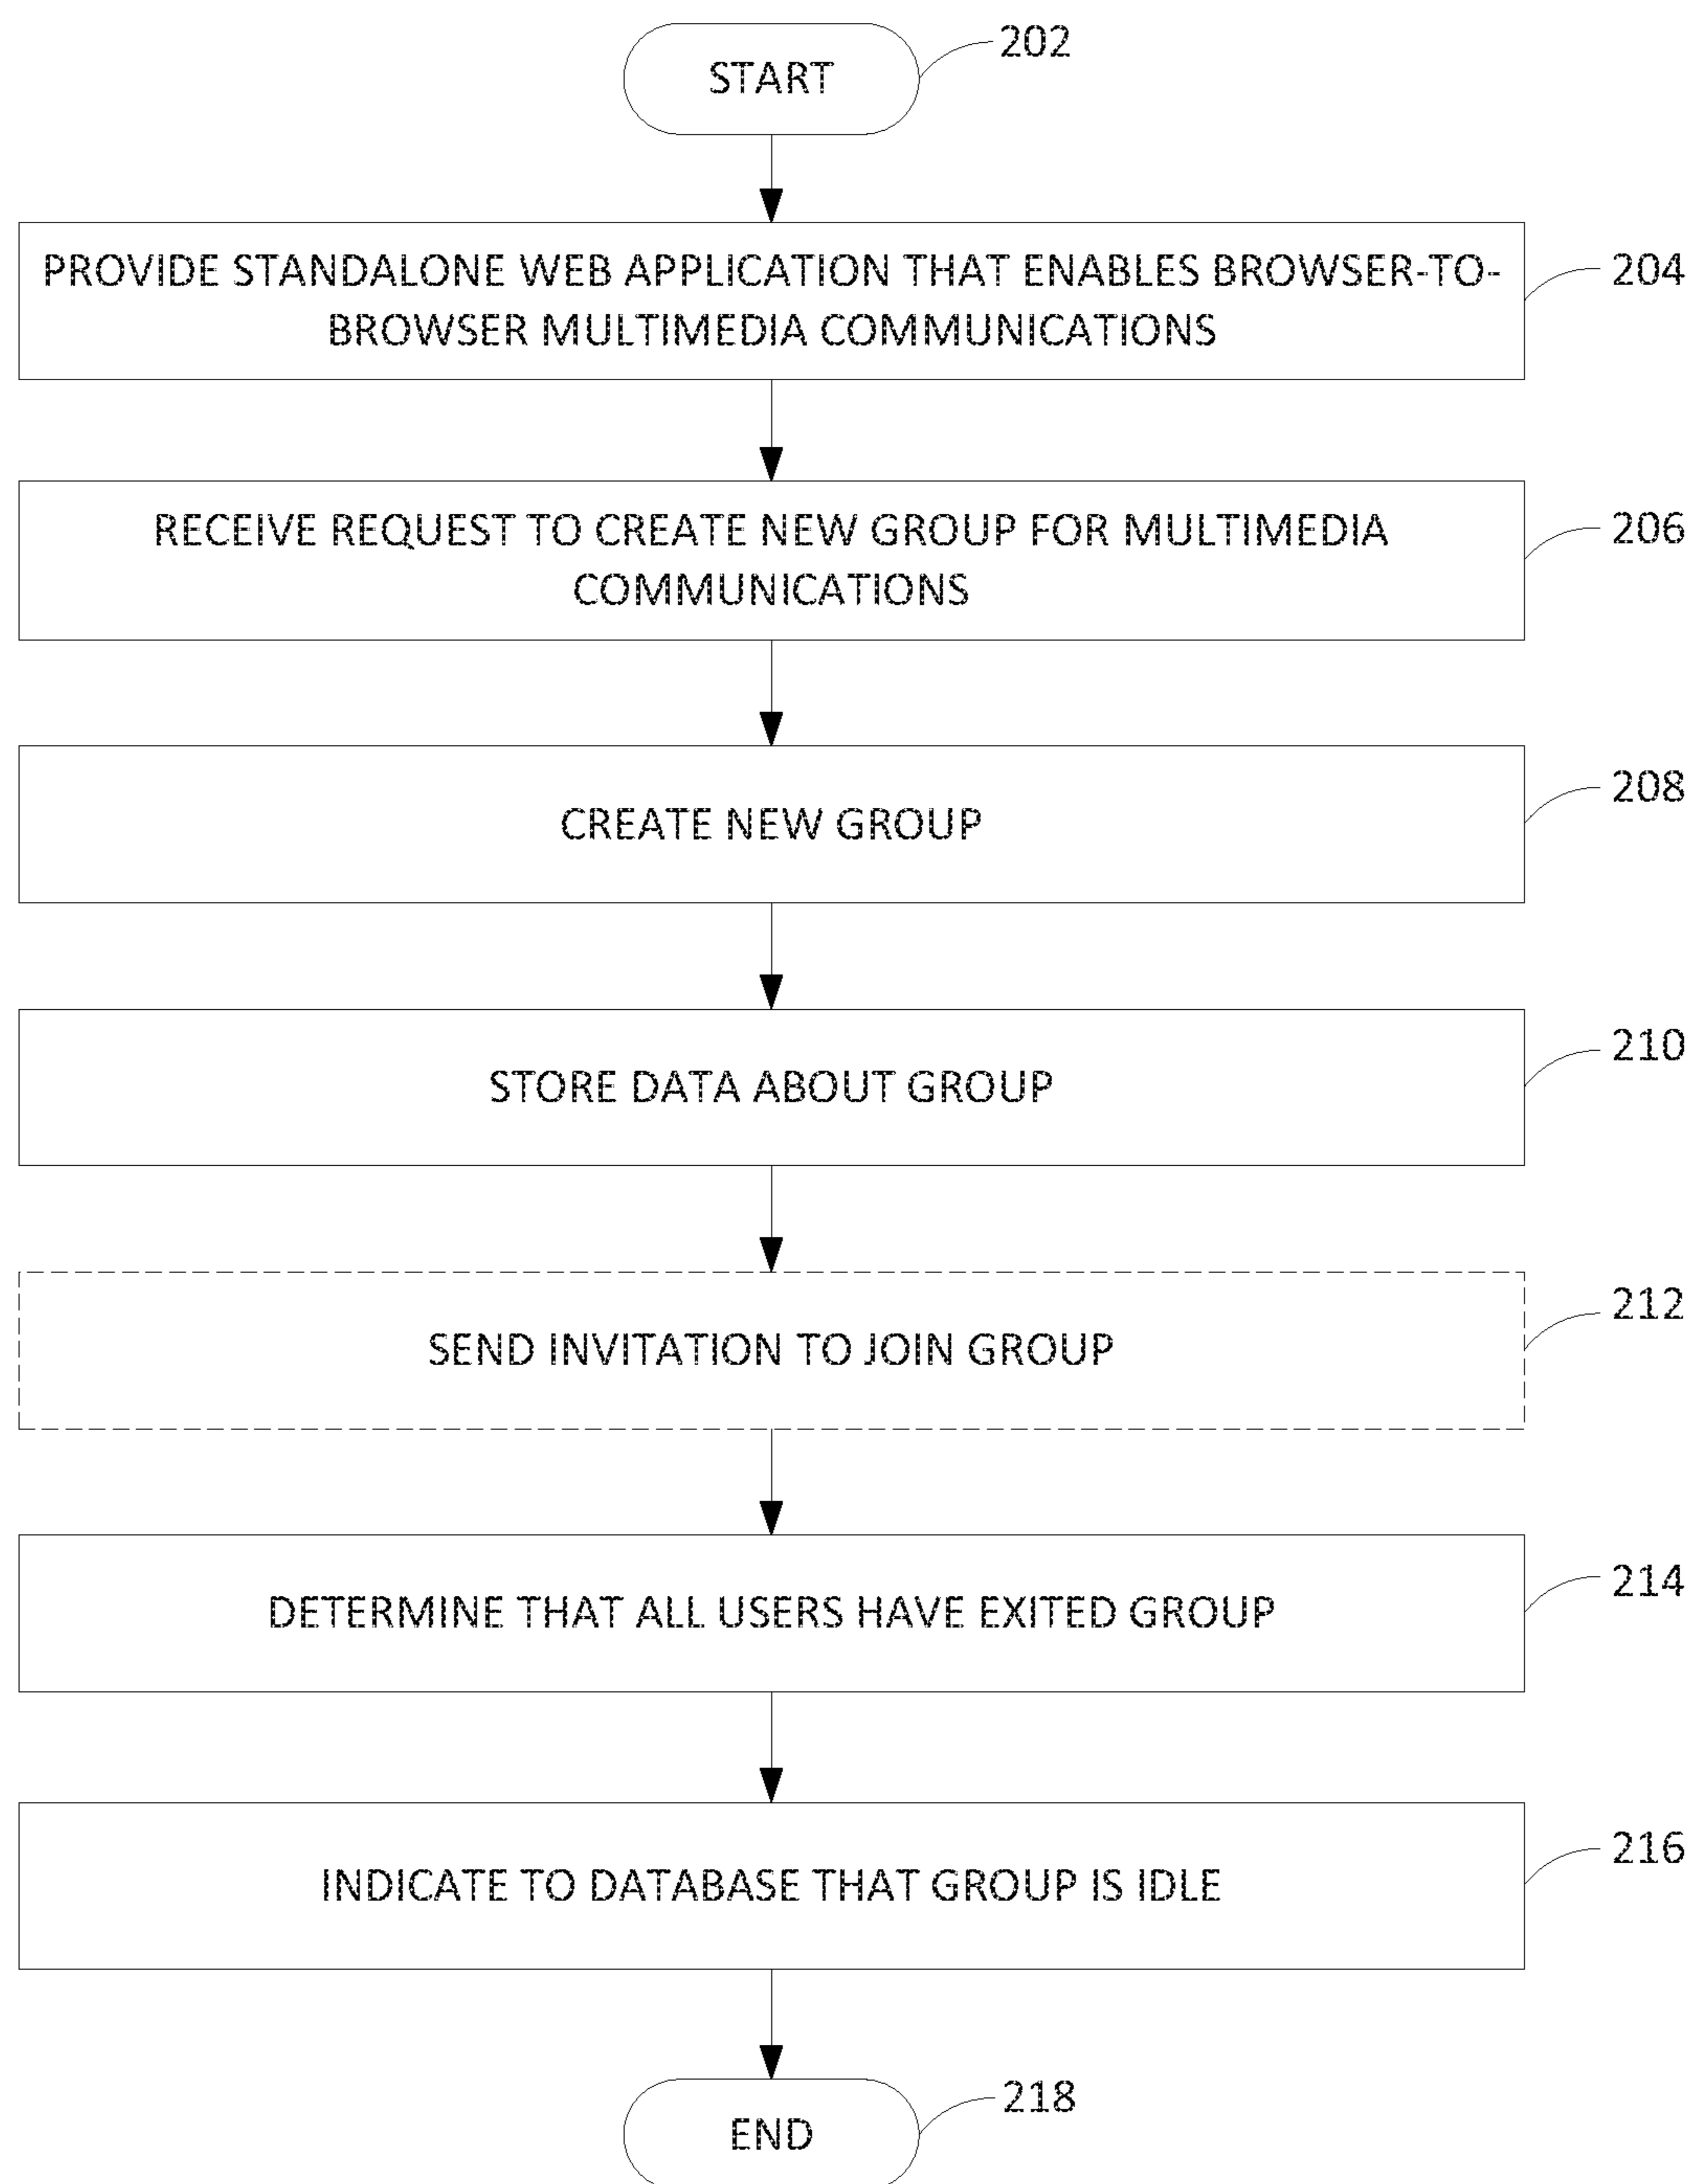 START
202
PROVIDE STANDALONE WEB APPLICATION THAT ENABLES BROWSER-TO-
BROWSER MULTIMEDIA COMMUNICATIONS
204
RECEIVE REQUEST TO CREATE NEW GROUP FOR MULTIMEDIA
COMMUNICATIONS
206
CREATE NEW GROUP
208
STORE DATA ABOUT GROUP
210
SEND INVITATION TO JOIN GROUP
212
DETERMINE THAT ALL USERS HAVE EXITED GROUP
214
INDICATE TO DATABASE THAT GROUP IS IDLE
216
END
218